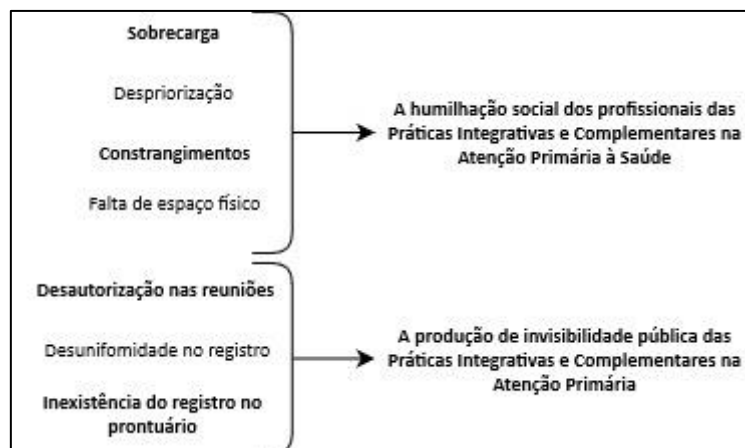 Sobrecarga
Despriorização
Constrangimentos
Falta de espaço físico
A humilhação social dos profissionais das
Práticas Integrativas e Complementares na
Atenção Primária à Saúde
Desautorização nas reuniões
Desunifomidade no registro
Inexistência do registro no
prontuário
A produção de invisibilidade pública das
Práticas Integrativas e Complementares na
Atenção Primária